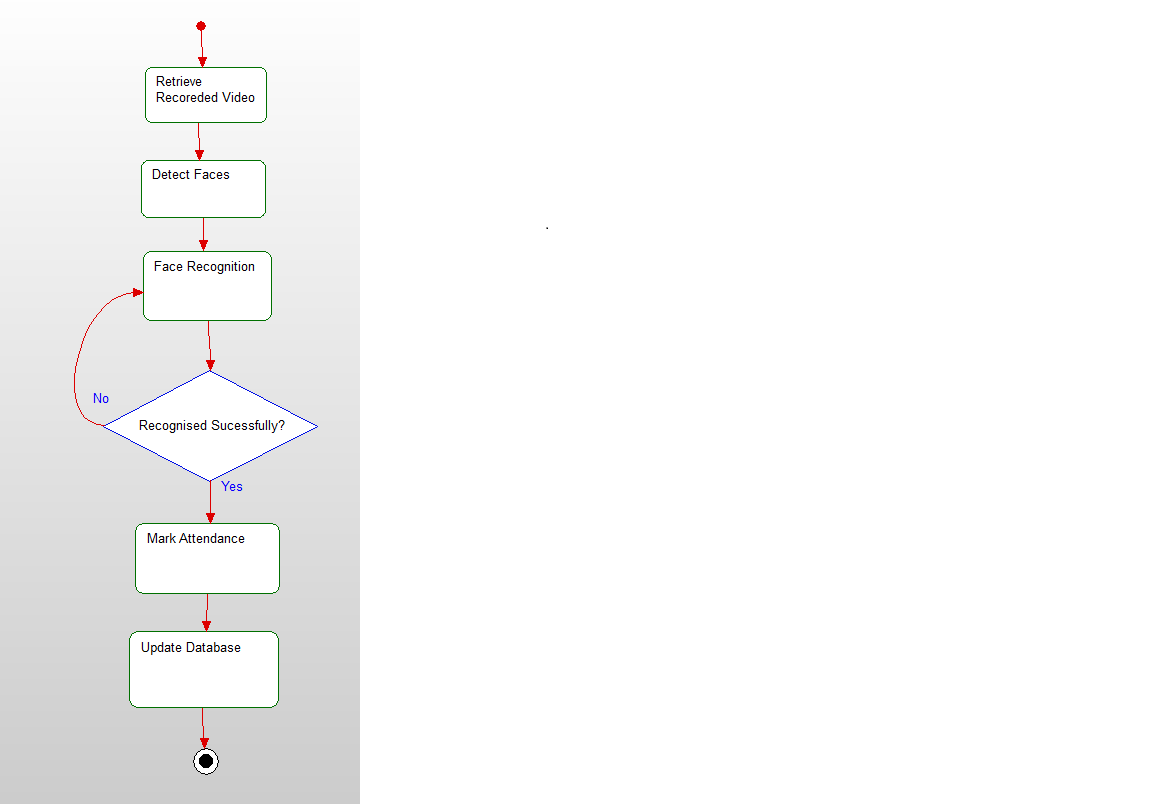 Retrieve
Recoreded Video
Detect Faces
Face Recognition
No
Recognised Sucessfully?
Yes
Mark Attendance
Update Database